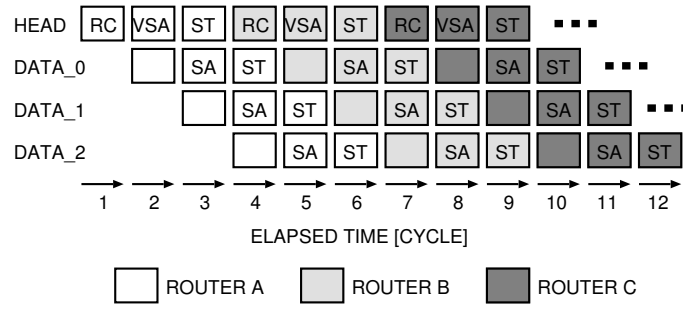 HEAD RC VSA ST RC VSA ST RC VSA ST
DATA_0 SA ST SA ST SA ST
DATA_1 SA ST SA ST SA ST
DATA_2 SA ST SA ST SA ST
1 2 3 4 5 6 7 8 9 10 11 12
ELAPSED TIME [CYCLE]
ROUTER A ROUTER B ROUTER C